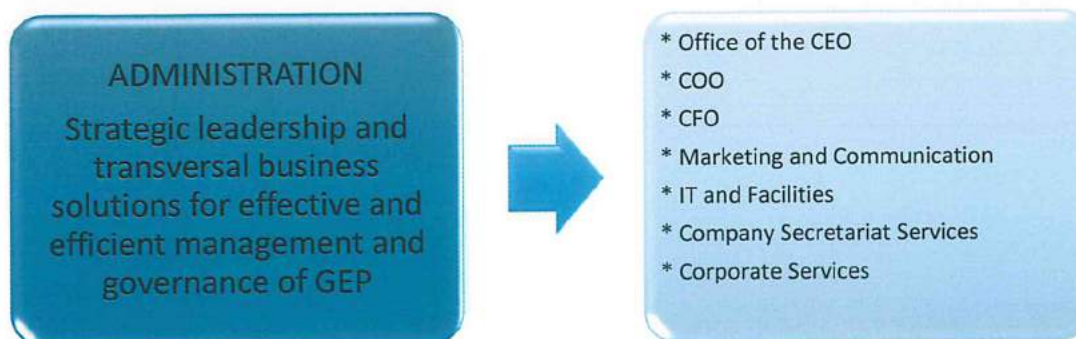 ADMINISTRATION
Strategic leadership and
transversal business
solutions for effective and
efficient management and
governance of GEP
* Office of the CEO
* COO
* CFO
* Marketing and Communication
* IT and Facilities
* Company Secretariat Services
* Corporate Services